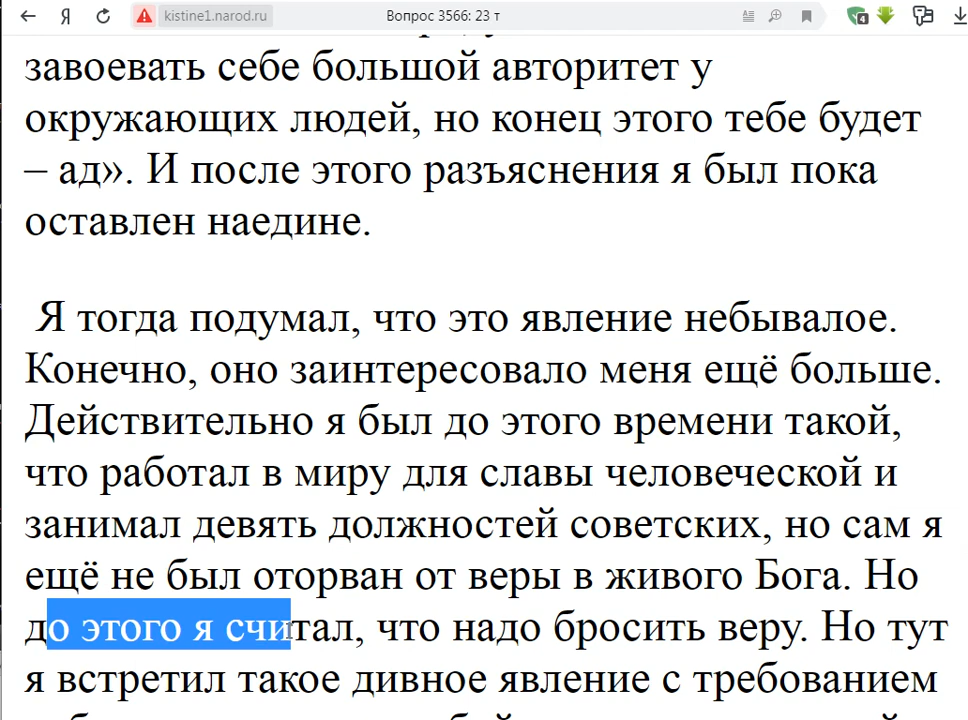 Я
kistine1.narod.ru
Вопрос 3566: 23 т
4
завоевать себе большой авторитет у
окружающих людей, но конец этого тебе будет
– ад». И после этого разъяснения я был пока
оставлен наедине.
Я тогда подумал, что это явление небывалое.
Конечно, оно заинтересовало меня ещё больше.
Действительно я был до этого времени такой,
что работал в миру для славы человеческой и
занимал девять должностей советских, но сам я
ещё не был оторван от веры в живого Бога. Но
до этого я считал, что надо бросить веру. Но тут
я встретил такое дивное явление с требованием